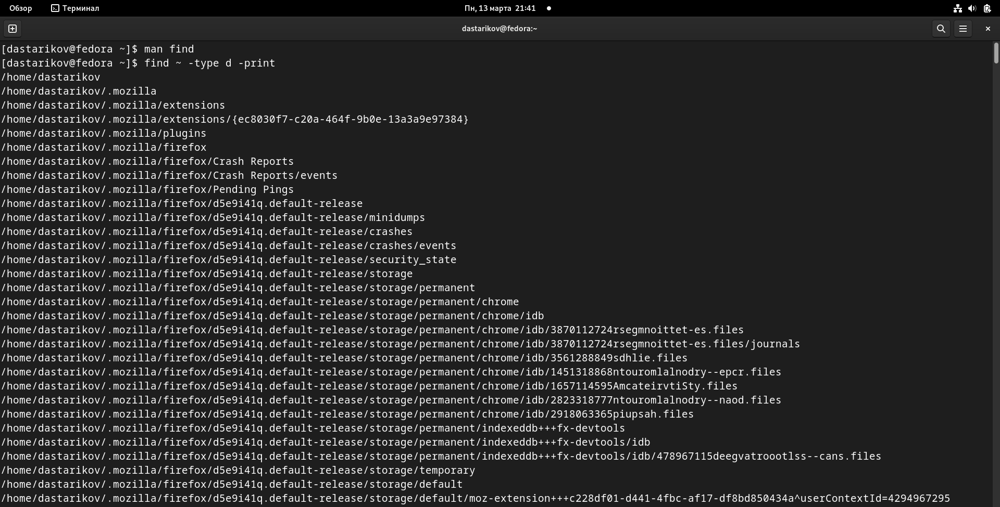 Обзор Терминал Пн, 13 марта 21:41
dastarikov@fedora:~
[dastarikov@fedora ~]$ man find
[dastarikov@fedora ~]$ find ~ -type d -print
/home/dastarikov
/home/dastarikov/.mozilla
/home/dastarikov/.mozilla/extensions
/home/dastarikov/.mozilla/extensions/{ec8030f7-c20a-464f-9b0e-13a3a9e97384}
/home/dastarikov/.mozilla/plugins
/home/dastarikov/.mozilla/firefox
/home/dastarikov/.mozilla/firefox/Crash Reports
/home/dastarikov/.mozilla/firefox/Crash Reports/events
/home/dastarikov/.mozilla/firefox/Pending Pings
/home/dastarikov/.mozilla/firefox/d5e9i41q.default-release
/home/dastarikov/.mozilla/firefox/d5e9i41q.default-release/minidumps
/home/dastarikov/.mozilla/firefox/d5e9i41q.default-release/crashes
/home/dastarikov/.mozilla/firefox/d5e9i41q.default-release/crashes/events
/home/dastarikov/.mozilla/firefox/d5e9i41q.default-release/security_state
/home/dastarikov/.mozilla/firefox/d5e9i41q.default-release/storage
/home/dastarikov/.mozilla/firefox/d5e9i41q.default-release/storage/permanent
/home/dastarikov/.mozilla/firefox/d5e9i41q.default-release/storage/permanent/chrome
/home/dastarikov/.mozilla/firefox/d5e9i41q.default-release/storage/permanent/chrome/idb
/home/dastarikov/.mozilla/firefox/d5e9i41q.default-release/storage/permanent/chrome/idb/3870112724rsegmnoittet-es.files
/home/dastarikov/.mozilla/firefox/d5e9i41q.default-release/storage/permanent/chrome/idb/3870112724rsegmnoittet-es.files/journals
/home/dastarikov/.mozilla/firefox/d5e9i41q.default-release/storage/permanent/chrome/idb/3561288849sdhlie.files
/home/dastarikov/.mozilla/firefox/d5e9i41q.default-release/storage/permanent/chrome/idb/1451318868ntouromlalnodry--epcr.files
/home/dastarikov/.mozilla/firefox/d5e9i41q.default-release/storage/permanent/chrome/idb/1657114595AmcateirvtiSty.files
/home/dastarikov/.mozilla/firefox/d5e9i41q.default-release/storage/permanent/chrome/idb/2823318777ntouromlalnodry--naod.files
/home/dastarikov/.mozilla/firefox/d5e9i41q.default-release/storage/permanent/chrome/idb/2918063365piupsah.files
/home/dastarikov/.mozilla/firefox/d5e9i41q.default-release/storage/permanent/indexeddb+++fx-devtools
/home/dastarikov/.mozilla/firefox/d5e9i41q.default-release/storage/permanent/indexeddb+++fx-devtools/idb
/home/dastarikov/.mozilla/firefox/d5e9i41q.default-release/storage/permanent/indexeddb+++fx-devtools/idb/478967115deegvatroootlss--cans.files
/home/dastarikov/.mozilla/firefox/d5e9i41q.default-release/storage/temporary
/home/dastarikov/.mozilla/firefox/d5e9i41q.default-release/storage/default
/home/dastarikov/.mozilla/firefox/d5e9i41q.default-release/storage/default/moz-extension+++c228df01-d441-4fbc-af17-df8bd850434a^userContextId=4294967295